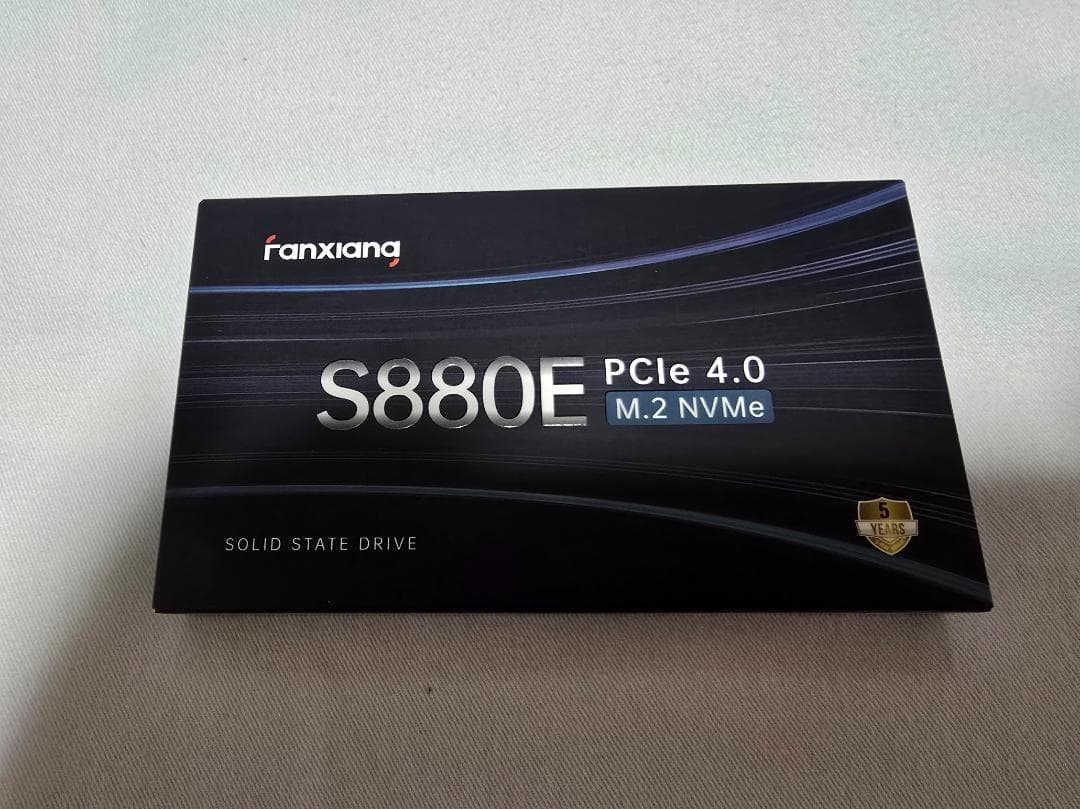 fanxiang
S880E
PCIe 4.0
M.2 NVMe
SOLID STATE DRIVE
5
YEARS